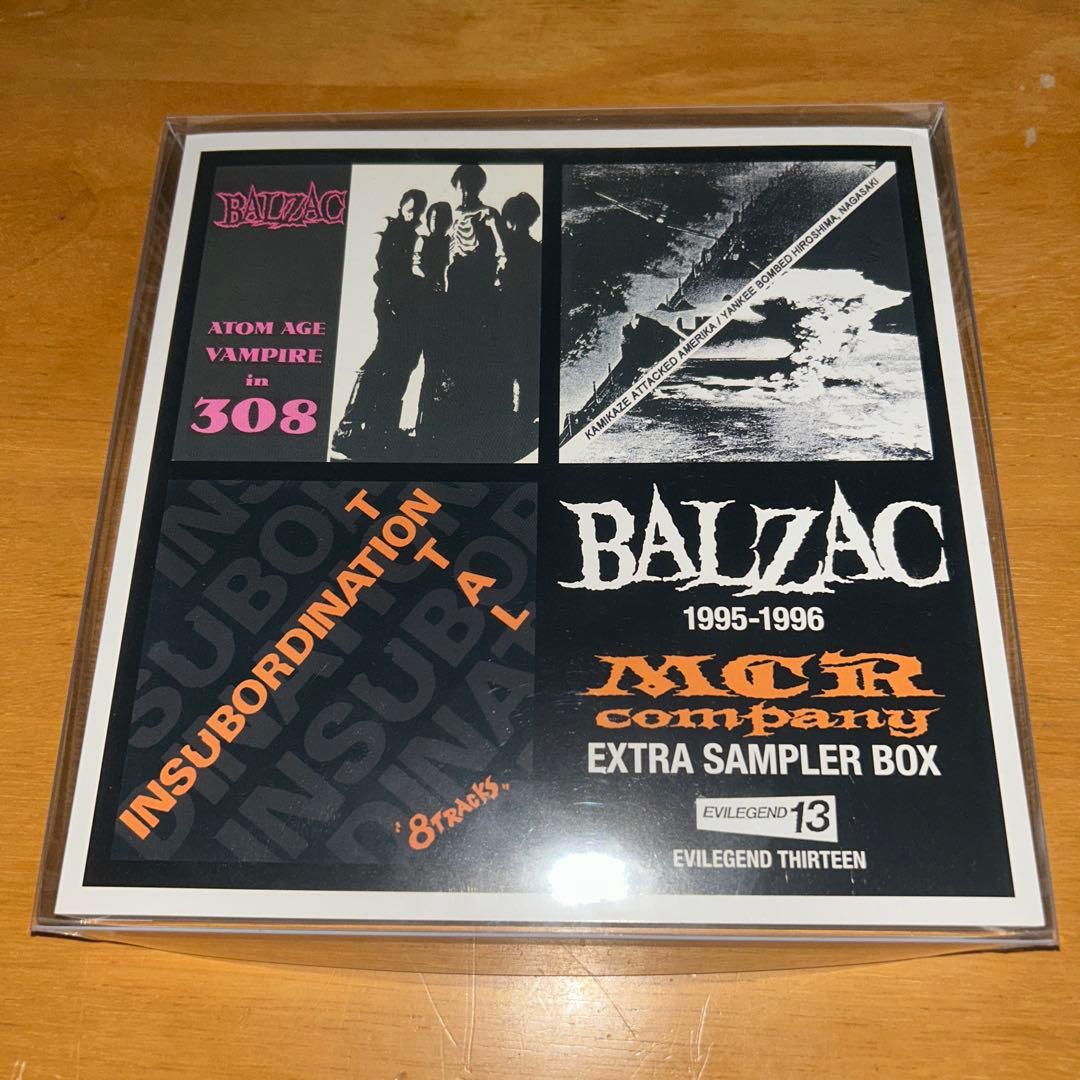 BALZAC
ATOM AGE
VAMPIRE
in
308
KAMIKAZE ATTACKED AMERIKA / YANKEE BOMBED HIROSHIMA, NAGASAKI
INSUBORDINATION
TOTAL
"8TRACKS"
BALZAC
1995-1996
MCR
company
EXTRA SAMPLER BOX
EVILEGEND 13
EVILEGEND THIRTEEN